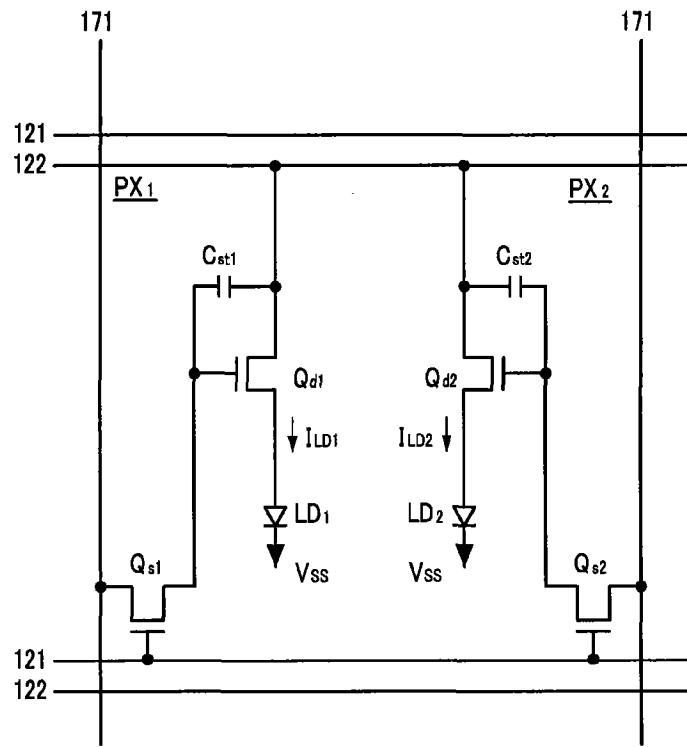 171 171
121
122
PX1 PX2
Cst1 Cst2
Qd1 Qd2
ILD1 ILD2
LD1 LD2
Qs1 VSS VSS Qs2
121
122